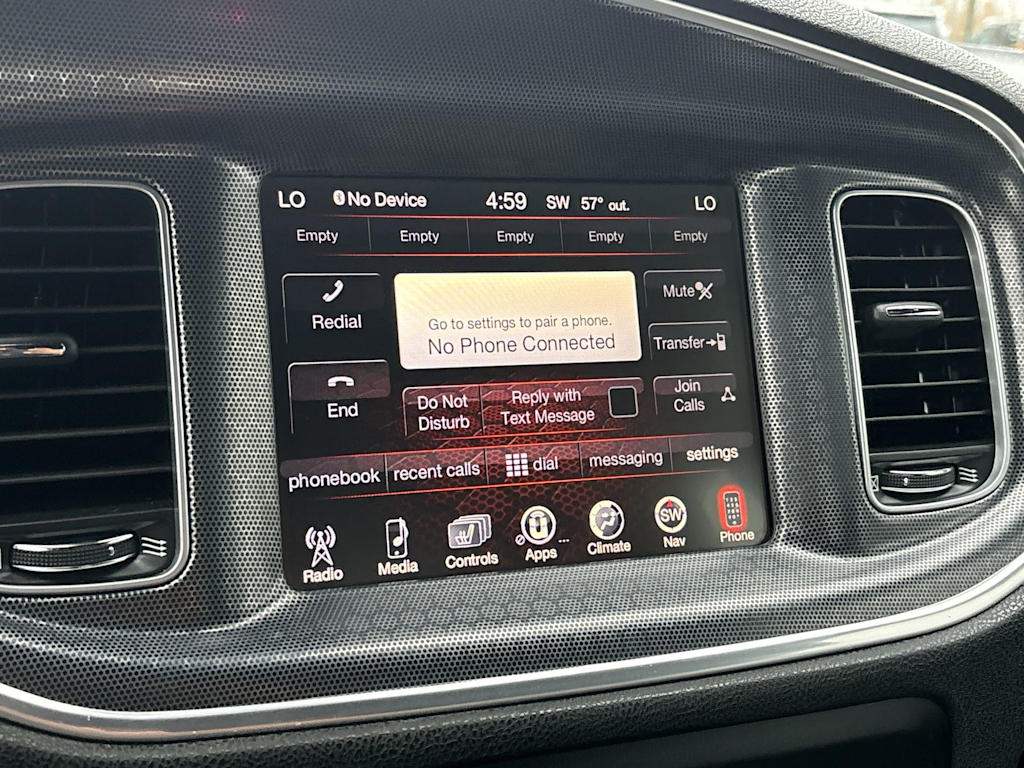 LO No Device 4:59 SW 57° out. LO
Empty Empty Empty Empty Empty
Redial
Go to settings to pair a phone.
No Phone Connected
Mute
Transfer
End
Do Not
Disturb
Reply with
Text Message
Join
Calls
phonebook recent calls dial messaging settings
SW
Radio Media Controls Apps ... Climate Nav Phone